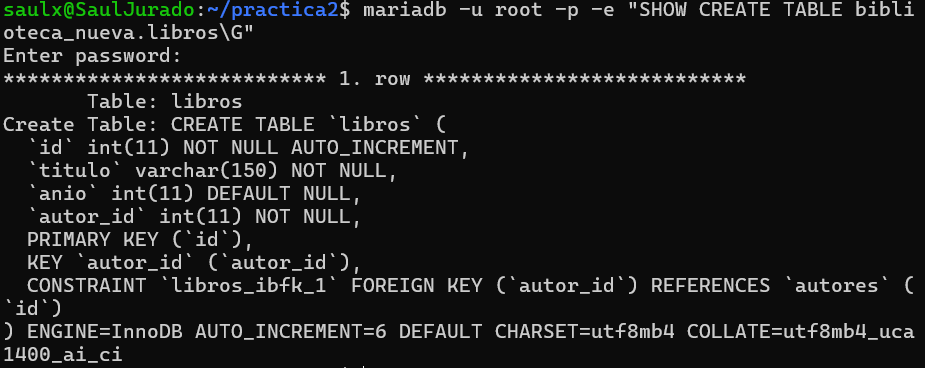 saulx@SaulJurado:~/practica2$ mariadb -u root -p -e "SHOW CREATE TABLE bibli
oteca_nueva.libros\G"
Enter password:
*************************** 1. row ***************************
       Table: libros
Create Table: CREATE TABLE `libros` (
  `id` int(11) NOT NULL AUTO_INCREMENT,
  `titulo` varchar(150) NOT NULL,
  `anio` int(11) DEFAULT NULL,
  `autor_id` int(11) NOT NULL,
  PRIMARY KEY (`id`),
  KEY `autor_id` (`autor_id`),
  CONSTRAINT `libros_ibfk_1` FOREIGN KEY (`autor_id`) REFERENCES `autores` (
`id`)
) ENGINE=InnoDB AUTO_INCREMENT=6 DEFAULT CHARSET=utf8mb4 COLLATE=utf8mb4_uca
1400_ai_ci